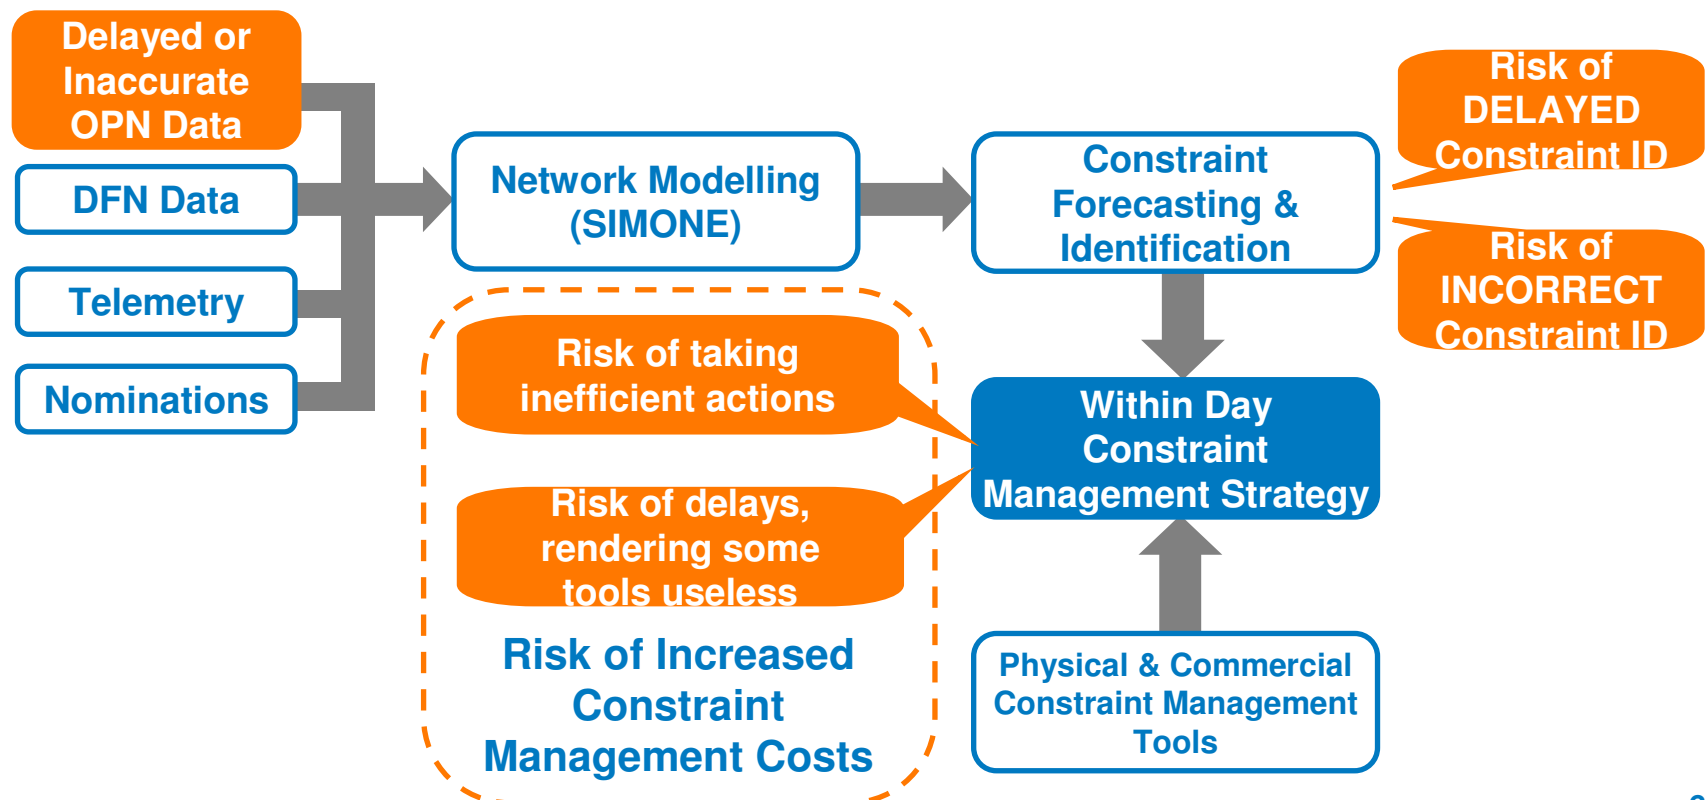 Delayed or
Inaccurate
OPN Data
DFN Data
Telemetry
Nominations
Network Modelling
(SIMONE)
Constraint
Forecasting &
Identification
Risk of
DELAYED
Constraint ID
Risk of
INCORRECT
Constraint ID
Risk of taking
inefficient actions
Risk of delays,
rendering some
tools useless
Risk of Increased
Constraint
Management Costs
Within Day
Constraint
Management Strategy
Physical & Commercial
Constraint Management
Tools